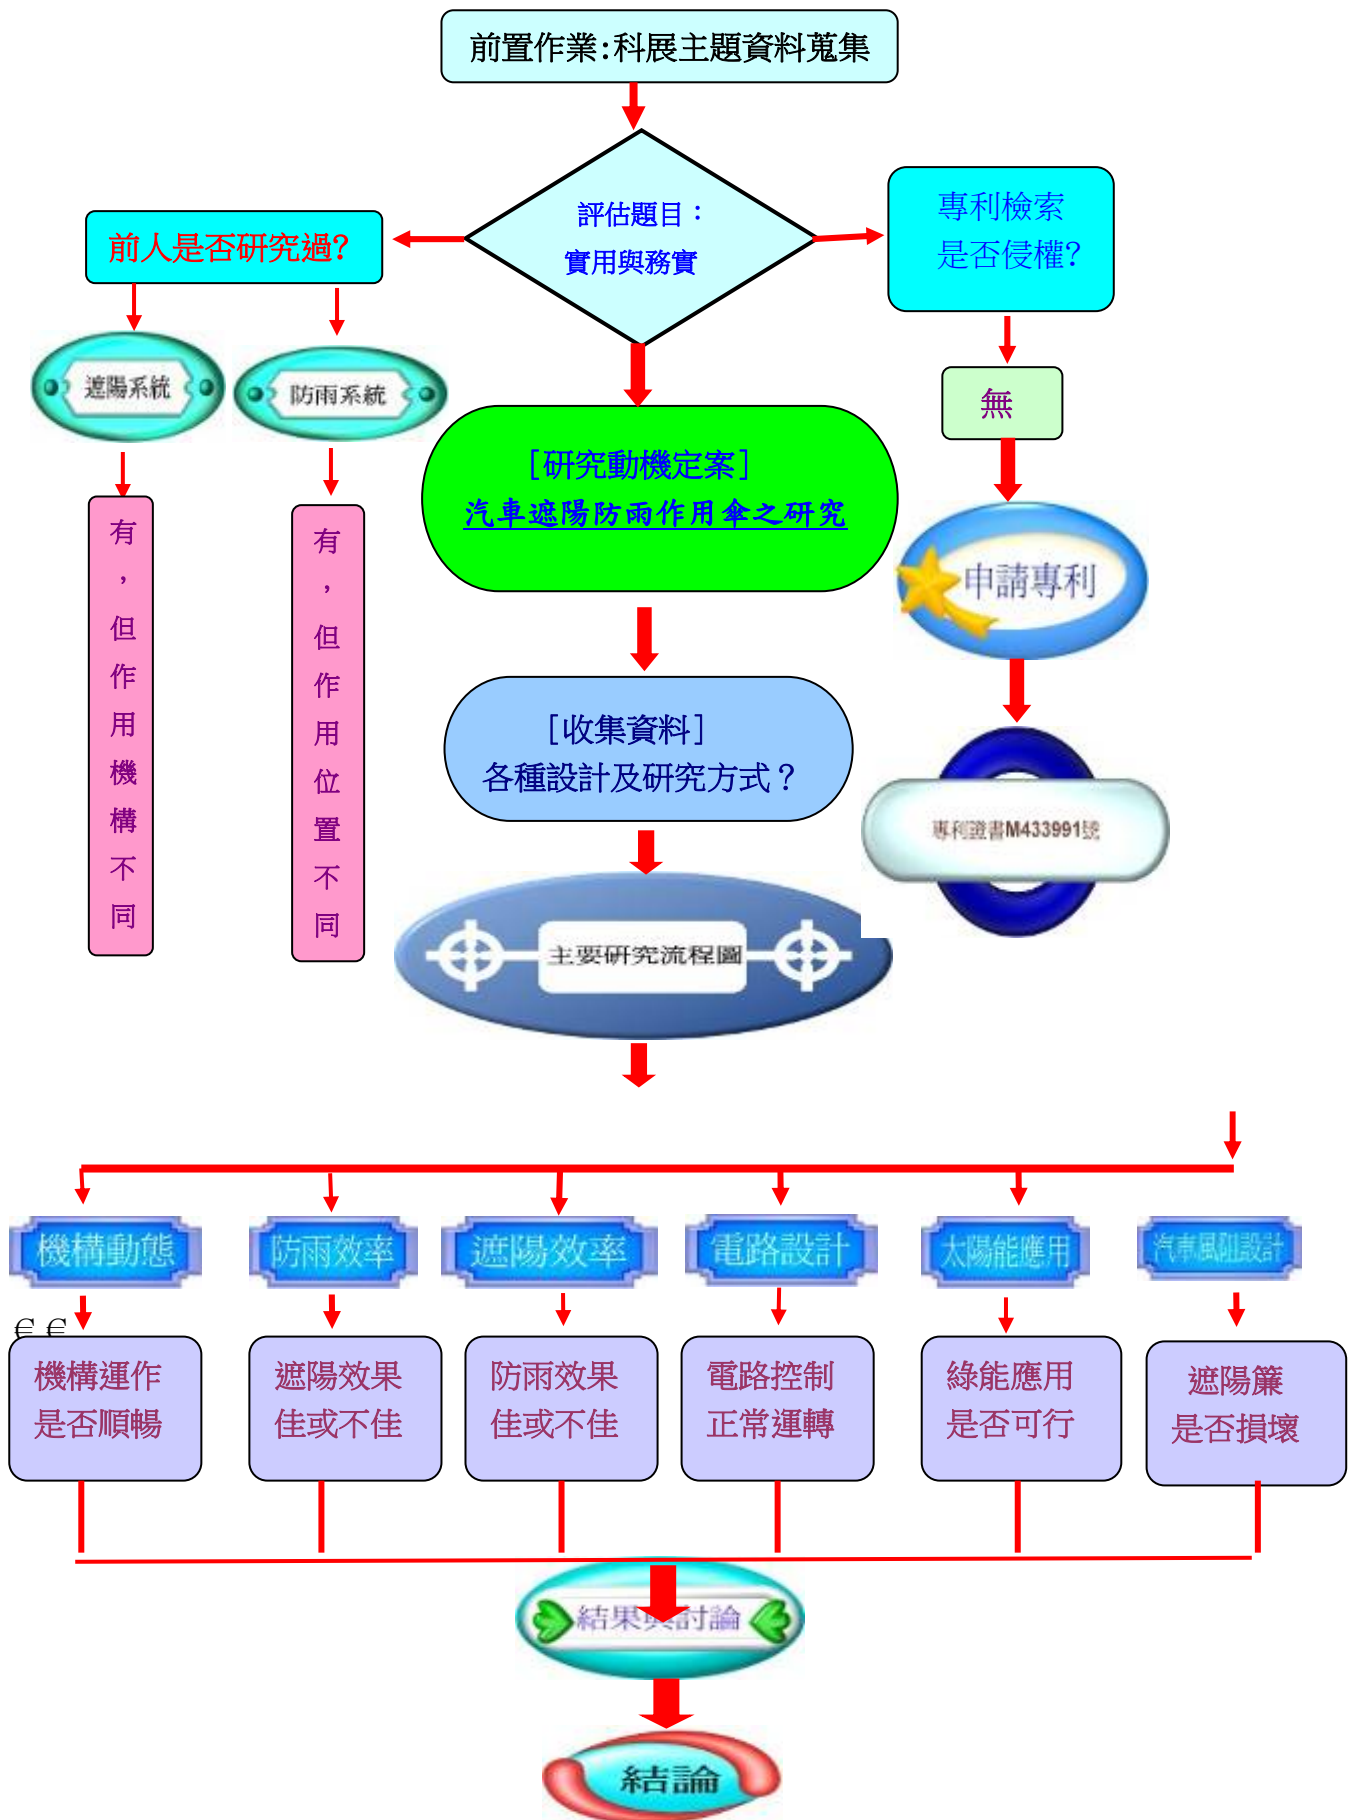 前置作業:科展主題資料蒐集
評估題目：
實用與務實
前人是否研究過?
專利檢索
是否侵權?
遮陽系統
防雨系統
無
[研究動機定案]
汽車遮陽防雨作用傘之研究
有，但作用機構不同
有，但作用位置不同
申請專利
[收集資料]
各種設計及研究方式？
專利證書M433991號
主要研究流程圖
機構動態
防雨效率
遮陽效率
電路設計
太陽能應用
汽車風阻設計
€ €
機構運作
是否順暢
遮陽效果
佳或不佳
防雨效果
佳或不佳
電路控制
正常運轉
綠能應用
是否可行
遮陽簾
是否損壞
結果與討論
結論